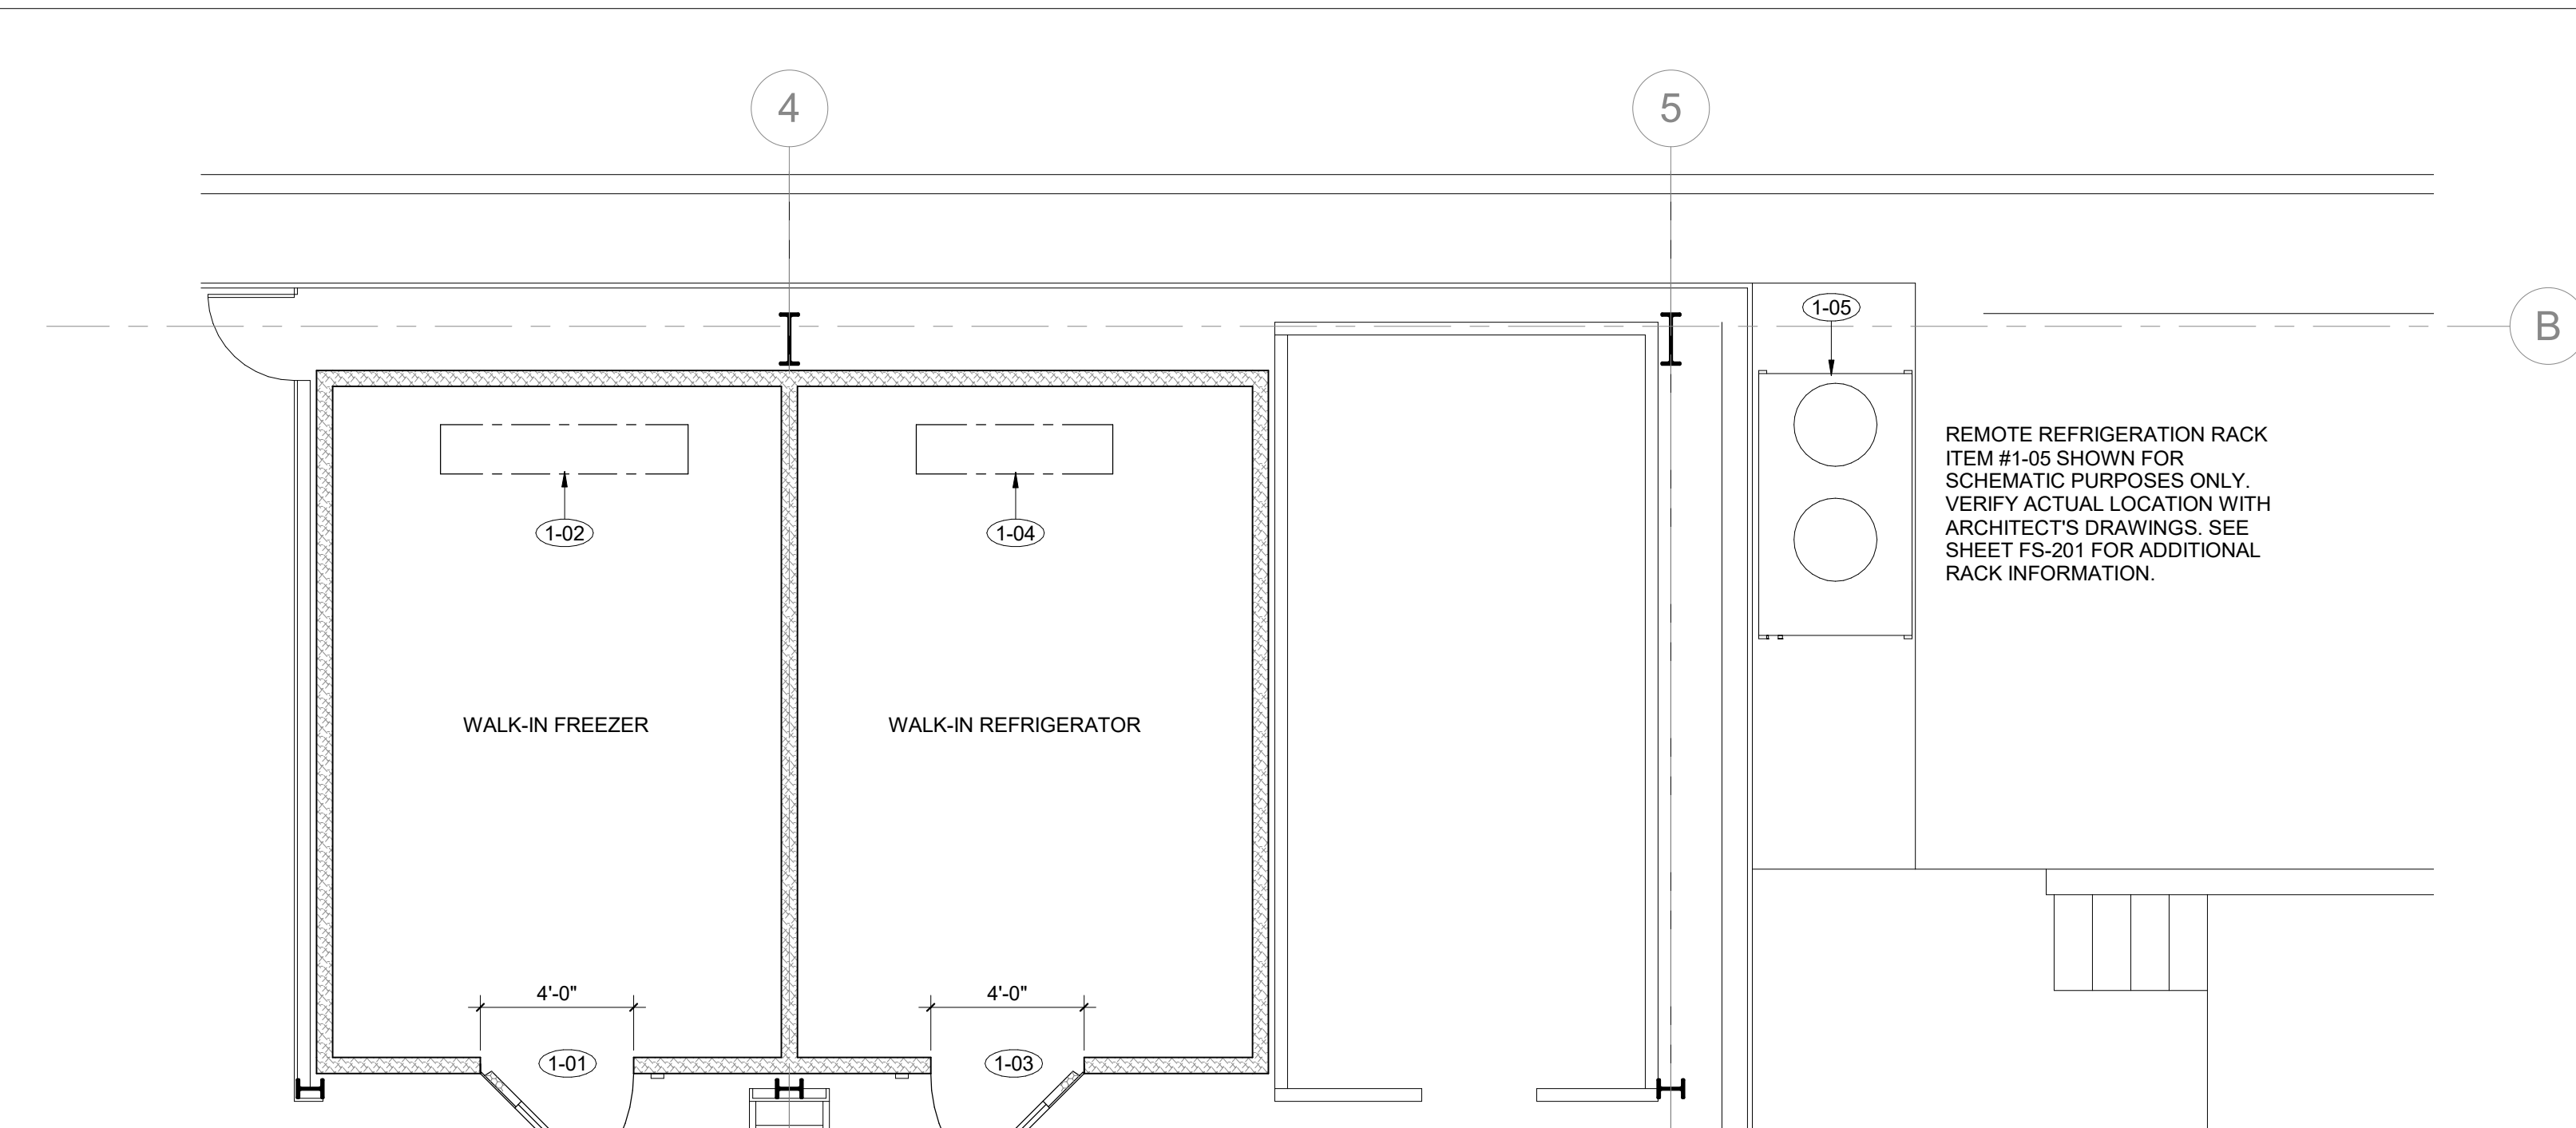 4
5
1-05
B
REMOTE REFRIGERATION RACK
ITEM #1-05 SHOWN FOR
SCHEMATIC PURPOSES ONLY.
VERIFY ACTUAL LOCATION WITH
ARCHITECT'S DRAWINGS. SEE
SHEET FS-201 FOR ADDITIONAL
RACK INFORMATION.
1-02
1-04
WALK-IN FREEZER
WALK-IN REFRIGERATOR
4'-0"
4'-0"
1-01
1-03